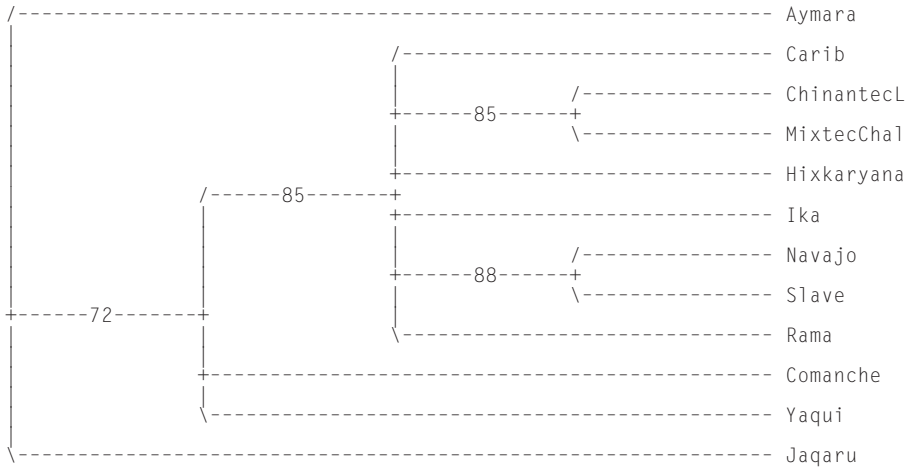 Aymara
Carib
ChinantecL
85
MixtecChal
Hixkaryana
85
Ika
Navajo
88
Slave
72
Rama
Comanche
Yaqui
Jaqaru